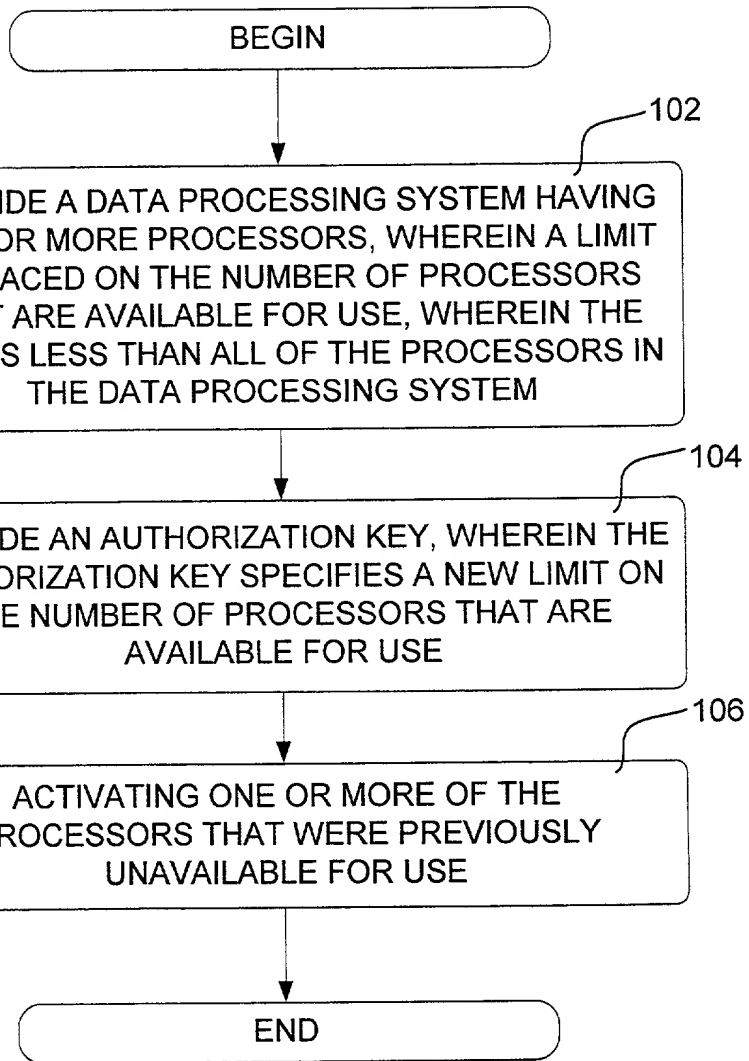 BEGIN
102
IDE A DATA PROCESSING SYSTEM HAVING
OR MORE PROCESSORS, WHEREIN A LIMIT
ACED ON THE NUMBER OF PROCESSORS
T ARE AVAILABLE FOR USE, WHEREIN THE
S LESS THAN ALL OF THE PROCESSORS IN
THE DATA PROCESSING SYSTEM
104
DE AN AUTHORIZATION KEY, WHEREIN THE
ORIZATION KEY SPECIFIES A NEW LIMIT ON
E NUMBER OF PROCESSORS THAT ARE
AVAILABLE FOR USE
106
ACTIVATING ONE OR MORE OF THE
ROCESSORS THAT WERE PREVIOUSLY
UNAVAILABLE FOR USE
END